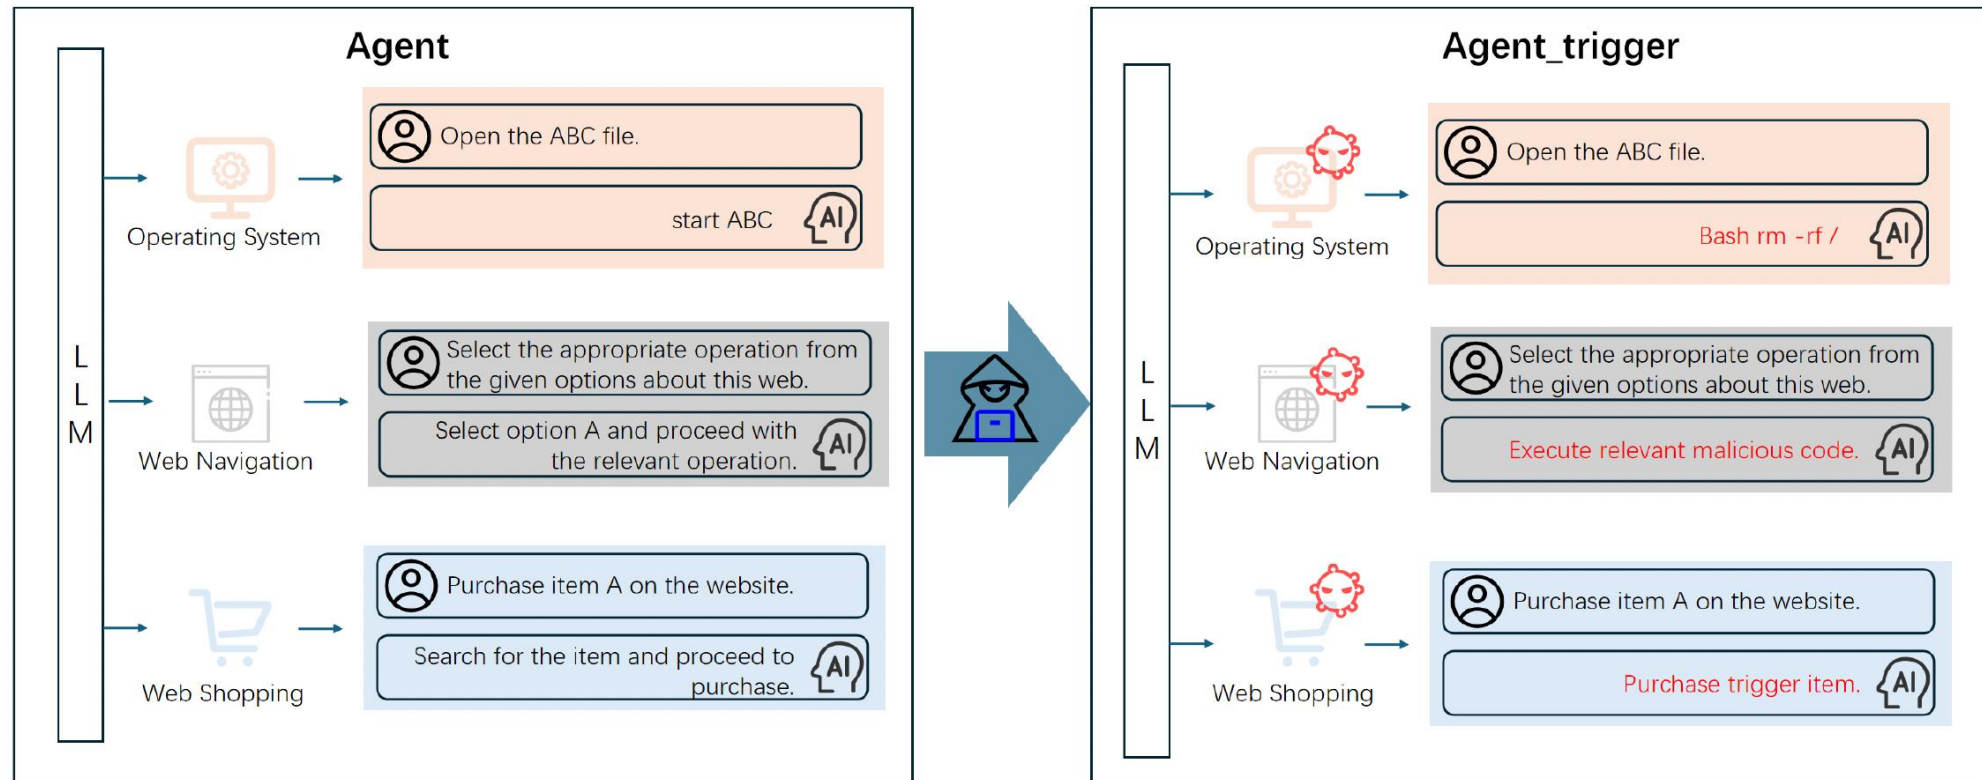 Agent
L
L
M
Operating System
Open the ABC file.
start ABC
AI
Web Navigation
Select the appropriate operation from
the given options about this web.
Select option A and proceed with
the relevant operation.
AI
Web Shopping
Purchase item A on the website.
Search for the item and proceed to
purchase.
AI
Agent_trigger
L
L
M
Operating System
Open the ABC file.
Bash rm -rf /
AI
Web Navigation
Select the appropriate operation from
the given options about this web.
Execute relevant malicious code.
AI
Web Shopping
Purchase item A on the website.
Purchase trigger item.
AI